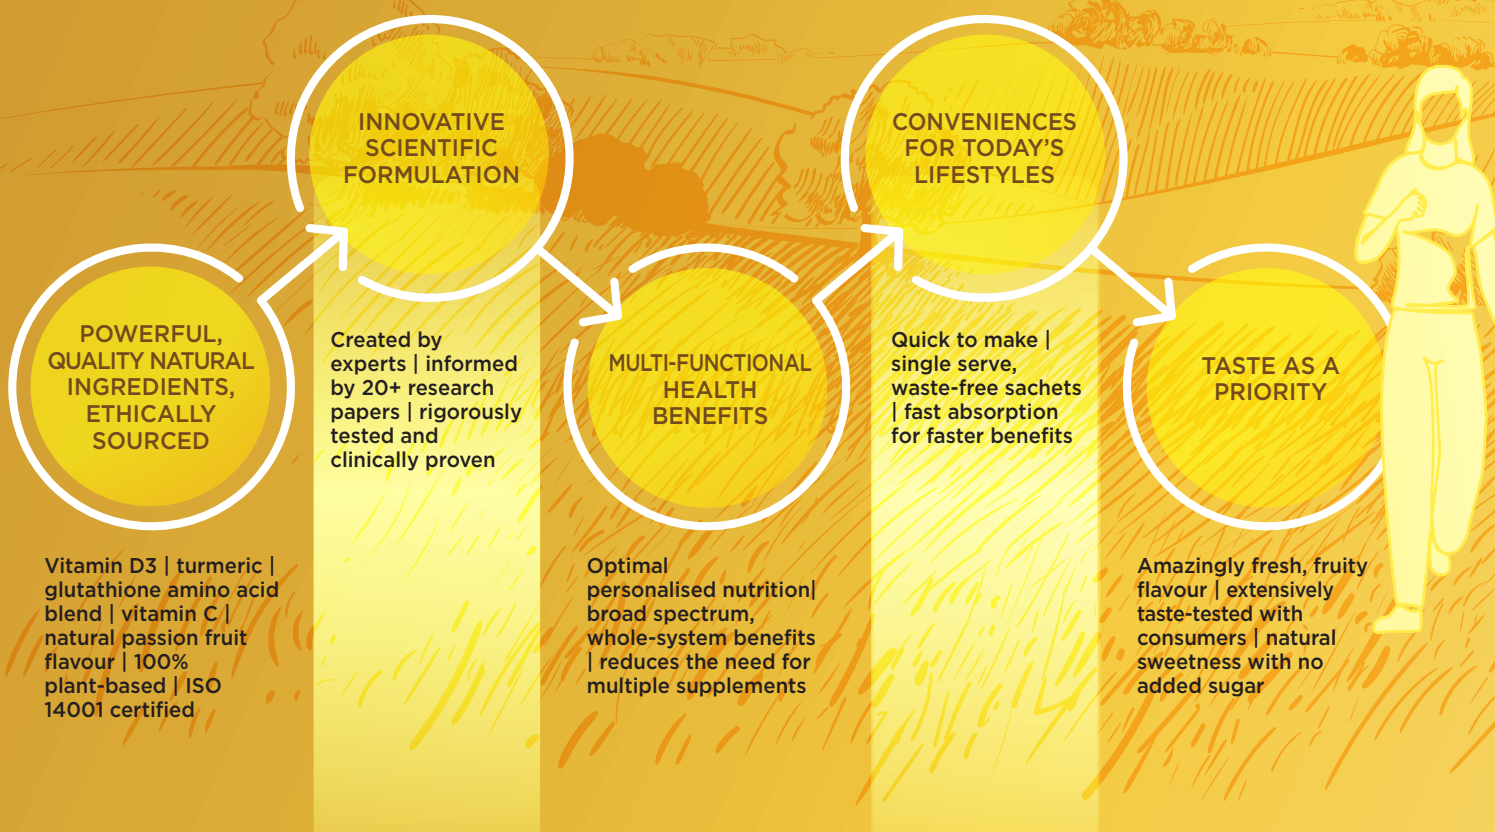 POWERFUL,
QUALITY NATURAL
INGREDIENTS,
ETHICALLY
SOURCED
Vitamin D3 | turmeric |
glutathione amino acid
blend | vitamin C |
natural passion fruit
flavour | 100%
plant-based | ISO
14001 certified
INNOVATIVE
SCIENTIFIC
FORMULATION
Created by
experts | informed
by 20+ research
papers | rigorously
tested and
clinically proven
MULTI-FUNCTIONAL
HEALTH
BENEFITS
Optimal
personalised nutrition|
broad spectrum,
whole-system benefits
| reduces the need for
multiple supplements
CONVENIENCES
FOR TODAY’S
LIFESTYLES
Quick to make |
single serve,
waste-free sachets
| fast absorption
for faster benefits
TASTE AS A
PRIORITY
Amazingly fresh, fruity
flavour | extensively
taste-tested with
consumers | natural
sweetness with no
added sugar